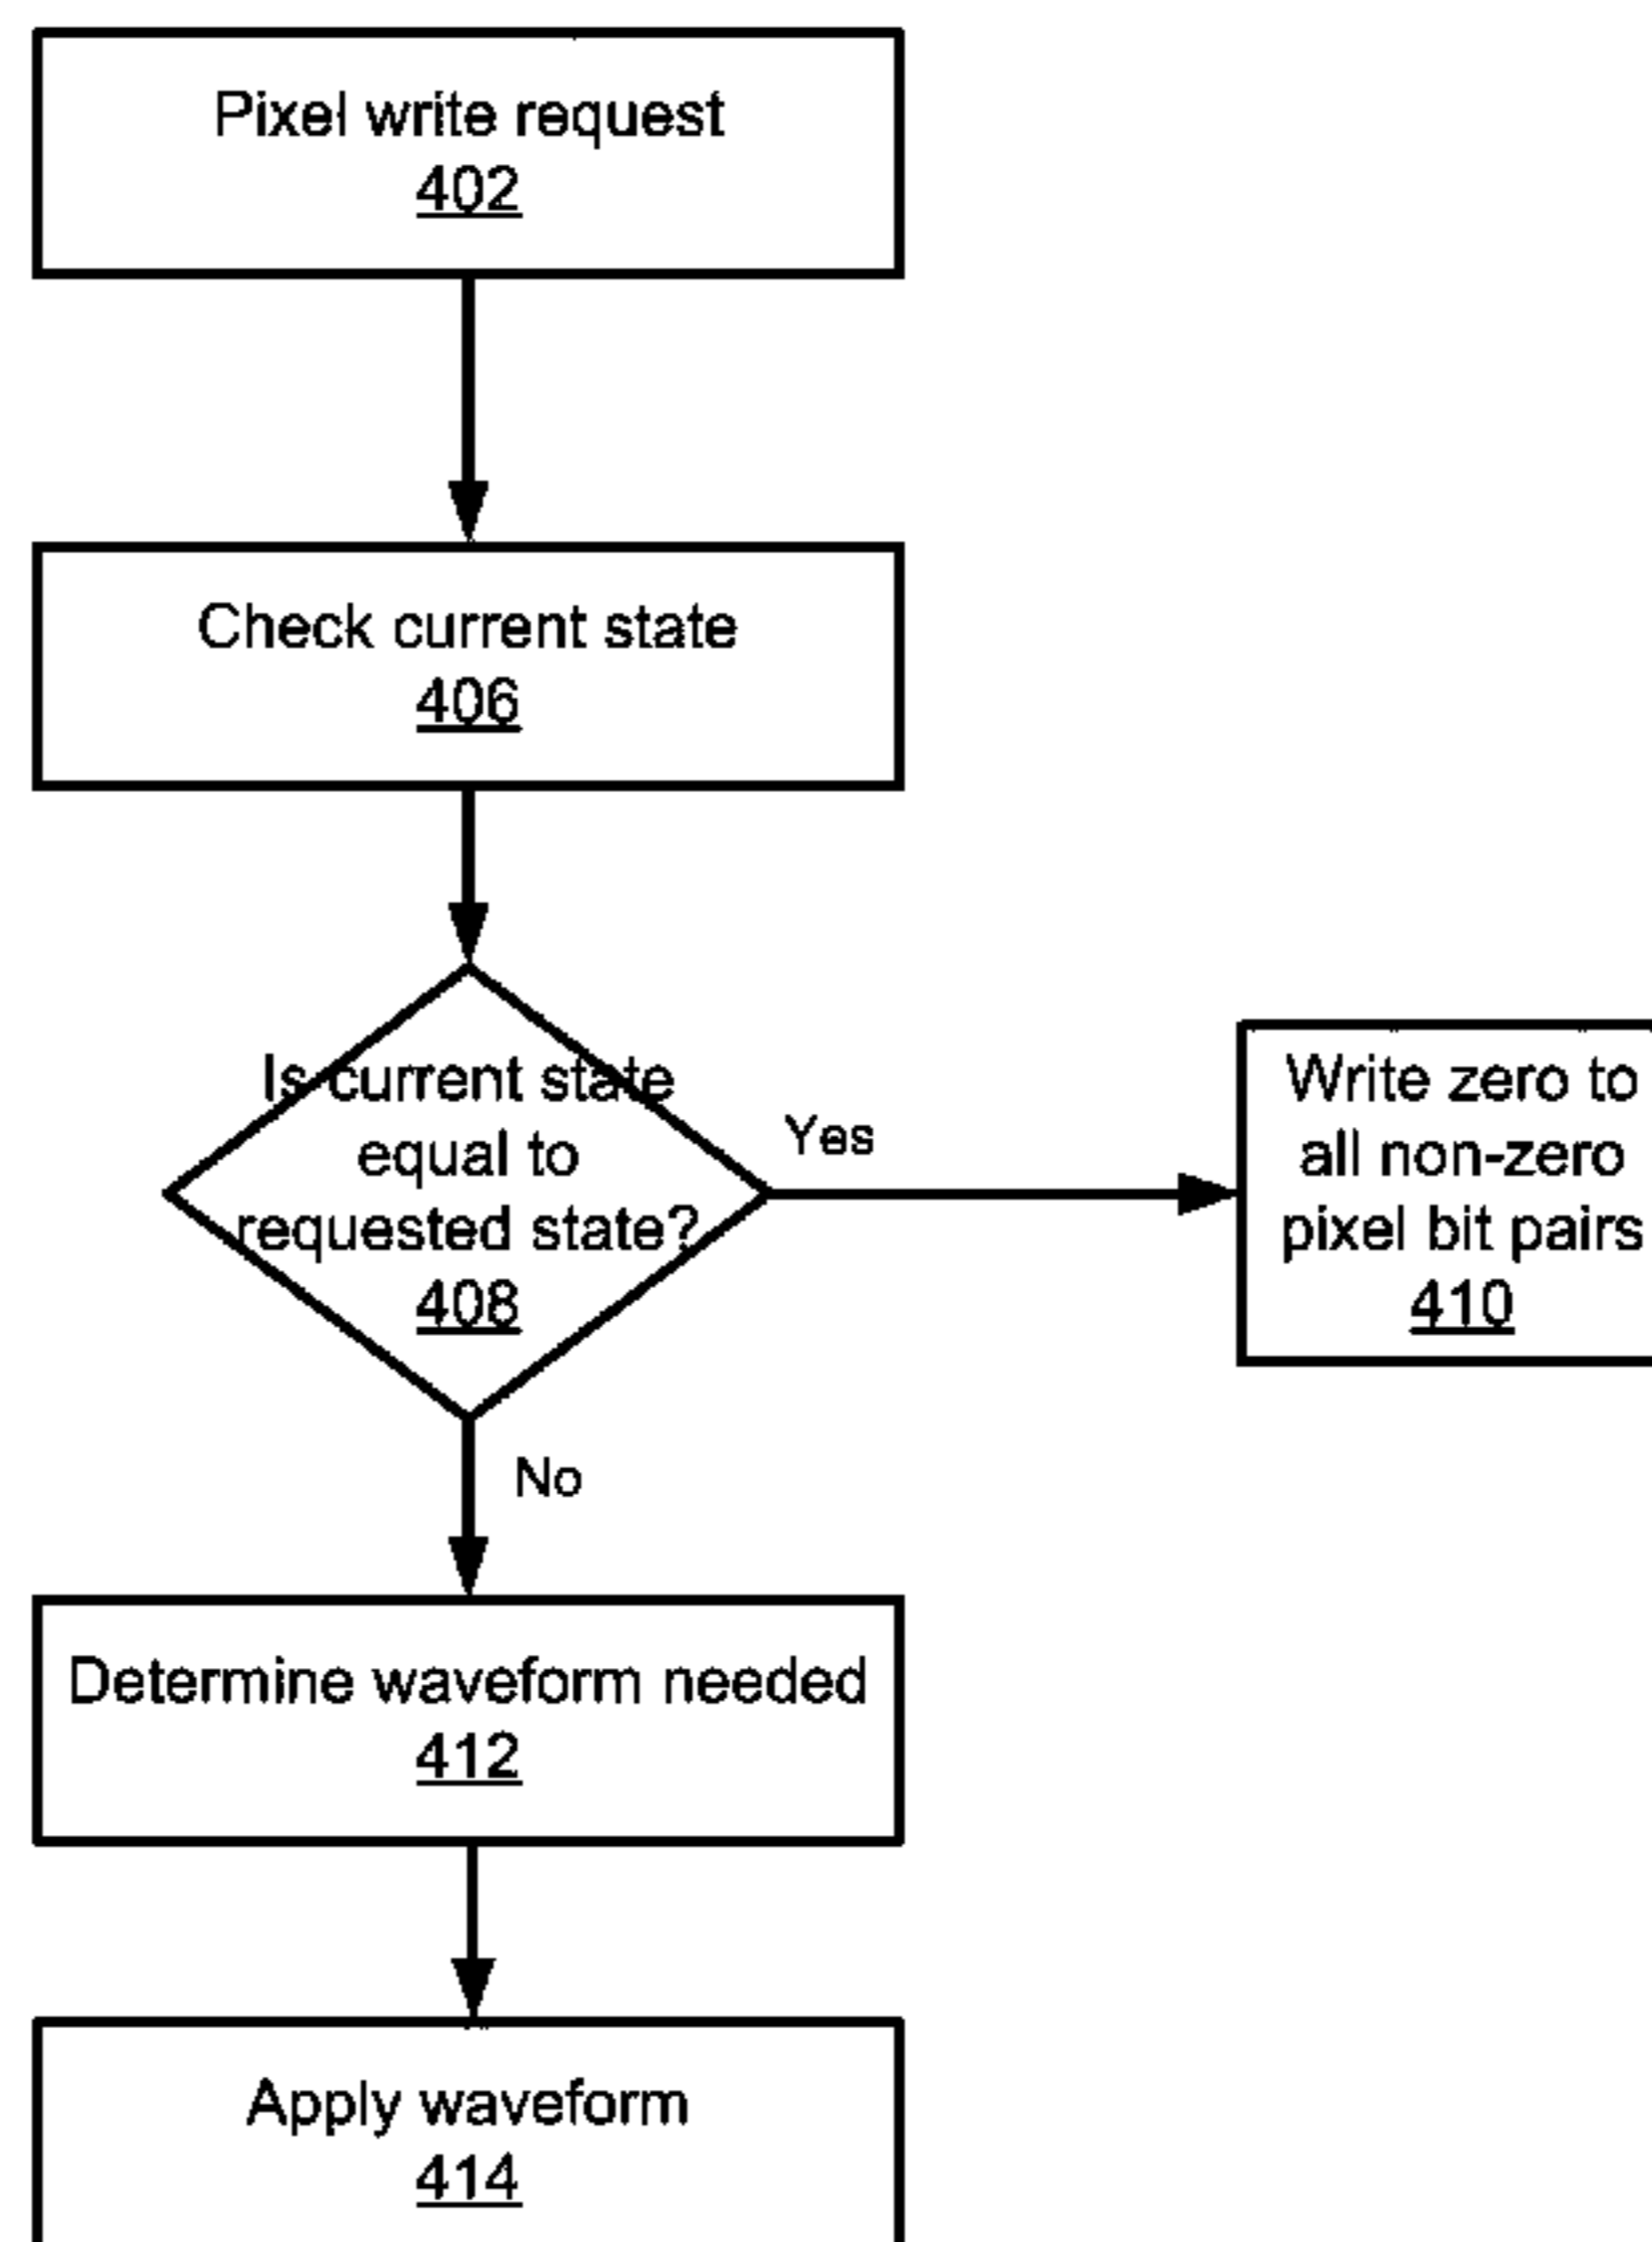 Pixel write request
402
Check current state
406
Is current state
equal to
requested state?
408
Yes
Write zero to
all non-zero
pixel bit pairs
410
No
Determine waveform needed
412
Apply waveform
414